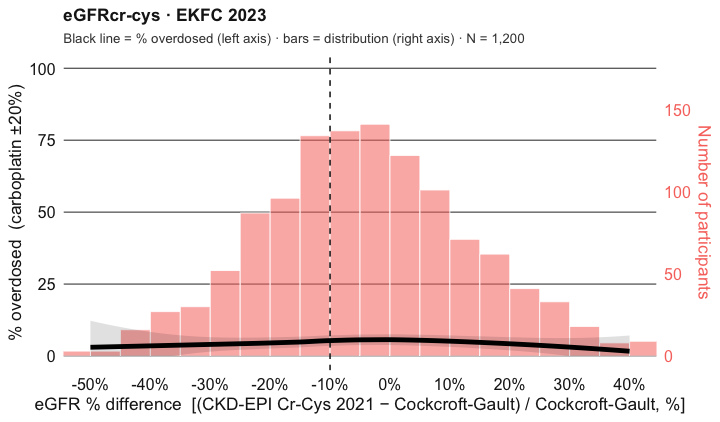 eGFRcr-cys · EKFC 2023
Black line = % overdosed (left axis) · bars = distribution (right axis) · N = 1,200
% overdosed (carboplatin ±20%)
100
75
50
25
0
150
100
50
0
Number of participants
-50% -40% -30% -20% -10% 0% 10% 20% 30% 40%
eGFR % difference [(CKD-EPI Cr-Cys 2021 − Cockcroft-Gault) / Cockcroft-Gault, %]